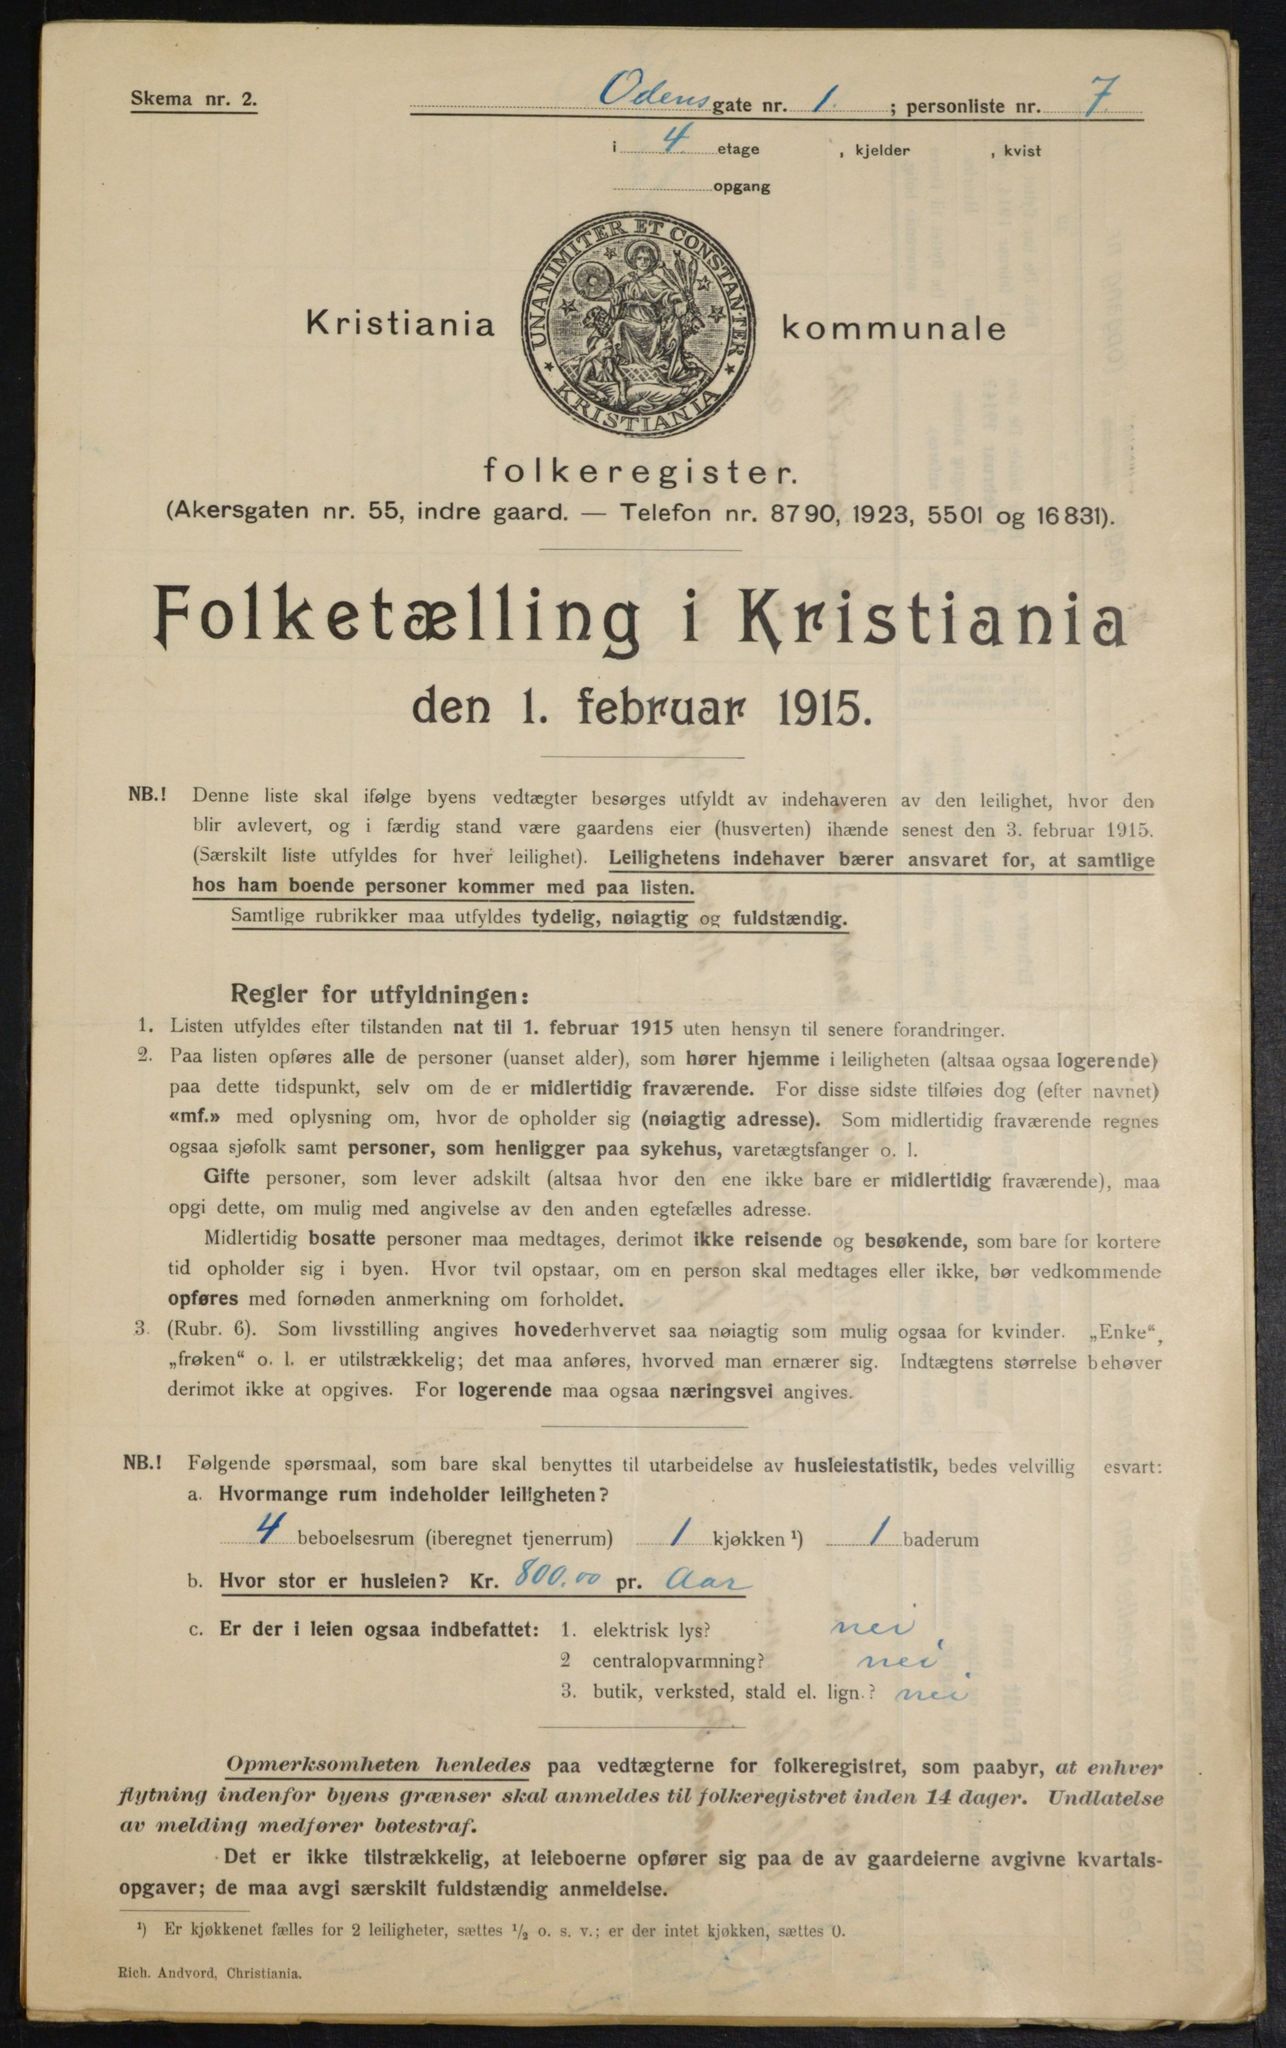 Skema nr. 2.
Odens gate nr. 1. ; personliste nr. 7.
i 4. etage , kjelder , kvist
opgang
UNANIMITER ET CONSTANTER
KRISTIANIA
Kristiania kommunale
folkeregister.
(Akersgaten nr. 55, indre gaard. — Telefon nr. 8790, 1923, 5501 og 16831).
Folketælling i Kristiania
den 1. februar 1915.
NB.! Denne liste skal ifølge byens vedtægter besørges utfyldt av indehaveren av den leilighet, hvor den
blir avlevert, og i færdig stand være gaardens eier (husverten) ihænde senest den 3. februar 1915.
(Særskilt liste utfyldes for hver leilighet). Leilighetens indehaver bærer ansvaret for, at samtlige
hos ham boende personer kommer med paa listen.
Samtlige rubrikker maa utfyldes tydelig, nøiagtig og fuldstændig.
Regler for utfyldningen:
1. Listen utfyldes efter tilstanden nat til 1. februar 1915 uten hensyn til senere forandringer.
2. Paa listen opføres alle de personer (uanset alder), som hører hjemme i leiligheten (altsaa ogsaa logerende)
paa dette tidspunkt, selv om de er midlertidig fraværende. For disse sidste tilføies dog (efter navnet)
«mf.» med oplysning om, hvor de opholder sig (nøiagtig adresse). Som midlertidig fraværende regnes
ogsaa sjøfolk samt personer, som henligger paa sykehus, varetægtsfanger o. l.
Gifte personer, som lever adskilt (altsaa hvor den ene ikke bare er midlertidig fraværende), maa
opgi dette, om mulig med angivelse av den anden egtefælles adresse.
Midlertidig bosatte personer maa medtages, derimot ikke reisende og besøkende, som bare for kortere
tid opholder sig i byen. Hvor tvil opstaar, om en person skal medtages eller ikke, bør vedkommende
opføres med fornøden anmerkning om forholdet.
3. (Rubr. 6). Som livsstilling angives hovederhvervet saa nøiagtig som mulig ogsaa for kvinder. „Enke“,
„frøken“ o. l. er utilstrækkelig; det maa anføres, hvorved man ernærer sig. Indtægtens størrelse behøver
derimot ikke at opgives. For logerende maa ogsaa næringsvei angives.
NB.! Følgende spørsmaal, som bare skal benyttes til utarbeidelse av husleiestatistik, bedes velvillig esvart:
a. Hvormange rum indeholder leiligheten?
4 beboelsesrum (iberegnet tjenerrum) 1 kjøkken ¹) 1 baderum
b. Hvor stor er husleien? Kr. 800.00 pr. Aar
c. Er der i leien ogsaa indbefattet: 1. elektrisk lys? nei
2 centralopvarmning? nei
3. butik, verksted, stald el. lign.? nei
Opmerksomheten henledes paa vedtægterne for folkeregistret, som paabyr, at enhver
flytning indenfor byens grænser skal anmeldes til folkeregistret inden 14 dager. Undlatelse
av melding medfører bøtestraf.
Det er ikke tilstrækkelig, at leieboerne opfører sig paa de av gaardeierne avgivne kvartals-
opgaver; de maa avgi særskilt fuldstændig anmeldelse.
¹) Er kjøkkenet fælles for 2 leiligheter, sættes ½ o. s. v.; er der intet kjøkken, sættes 0.
Rich. Andvord, Christiania.